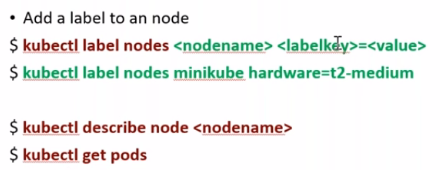 • Add a label to an node
$ kubectl label nodes <nodename> <labelkey>=<value>
$ kubectl label nodes minikube hardware=t2-medium
$ kubectl describe node <nodename>
$ kubectl get pods